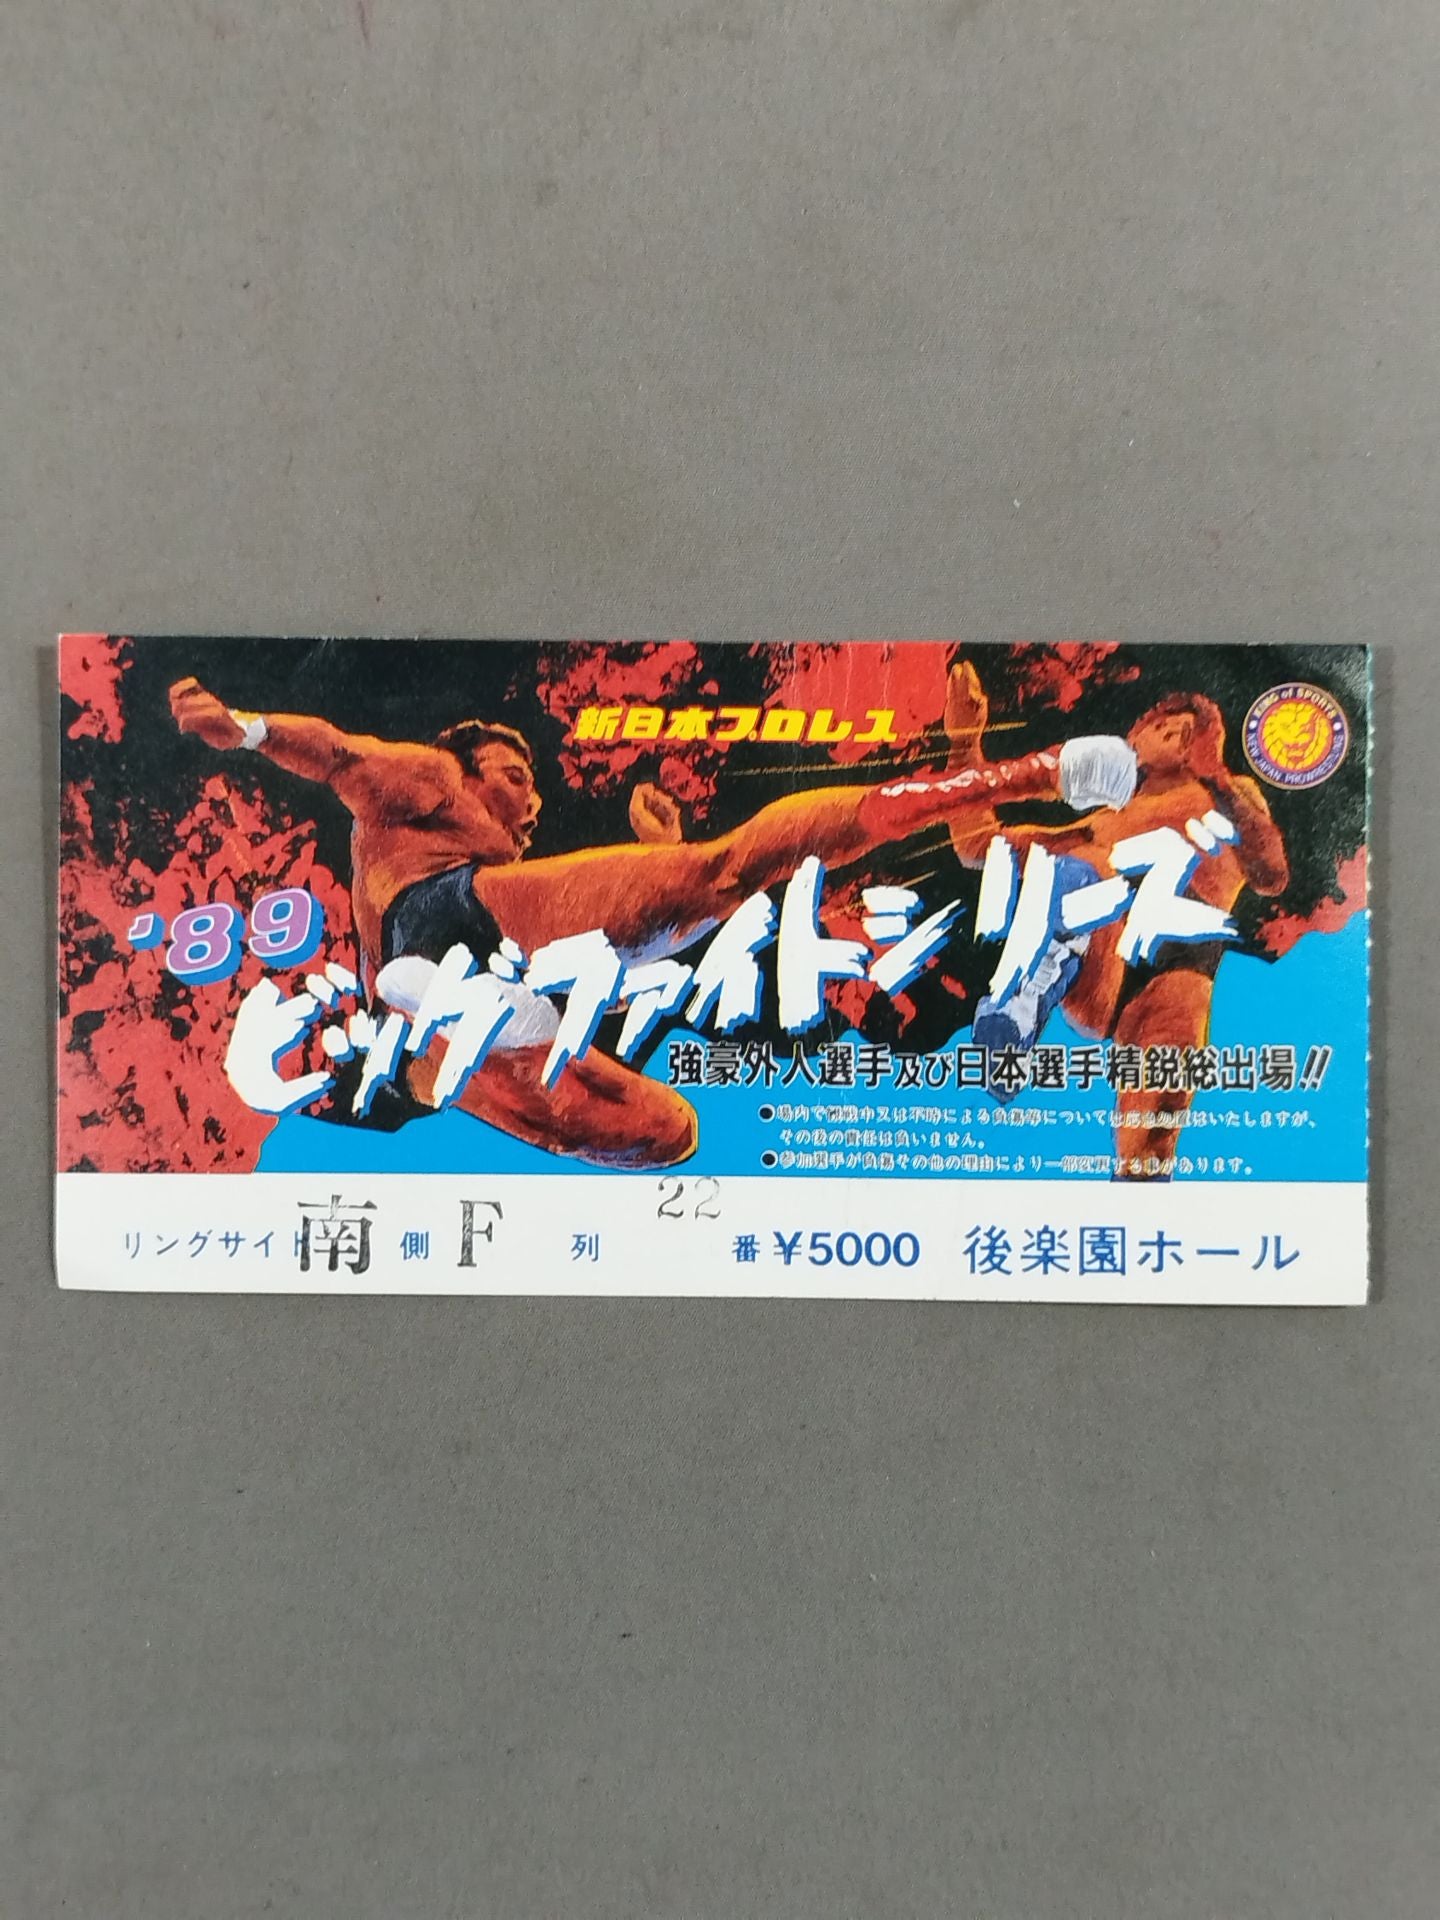 新日本プロレス
KING of SPORTS
NEW JAPAN PROWRESTLING
'89
ビッグファイトシリーズ
強豪外人選手及び日本選手精鋭総出場!!
●場内で観戦中又は不時による負傷等については応急処置はいたしますが、
その後の責任は負いません。
●参加選手が負傷その他の理由により一部変更する事があります。
リングサイド 南 側 F 列 22 番 ¥5000 後楽園ホール